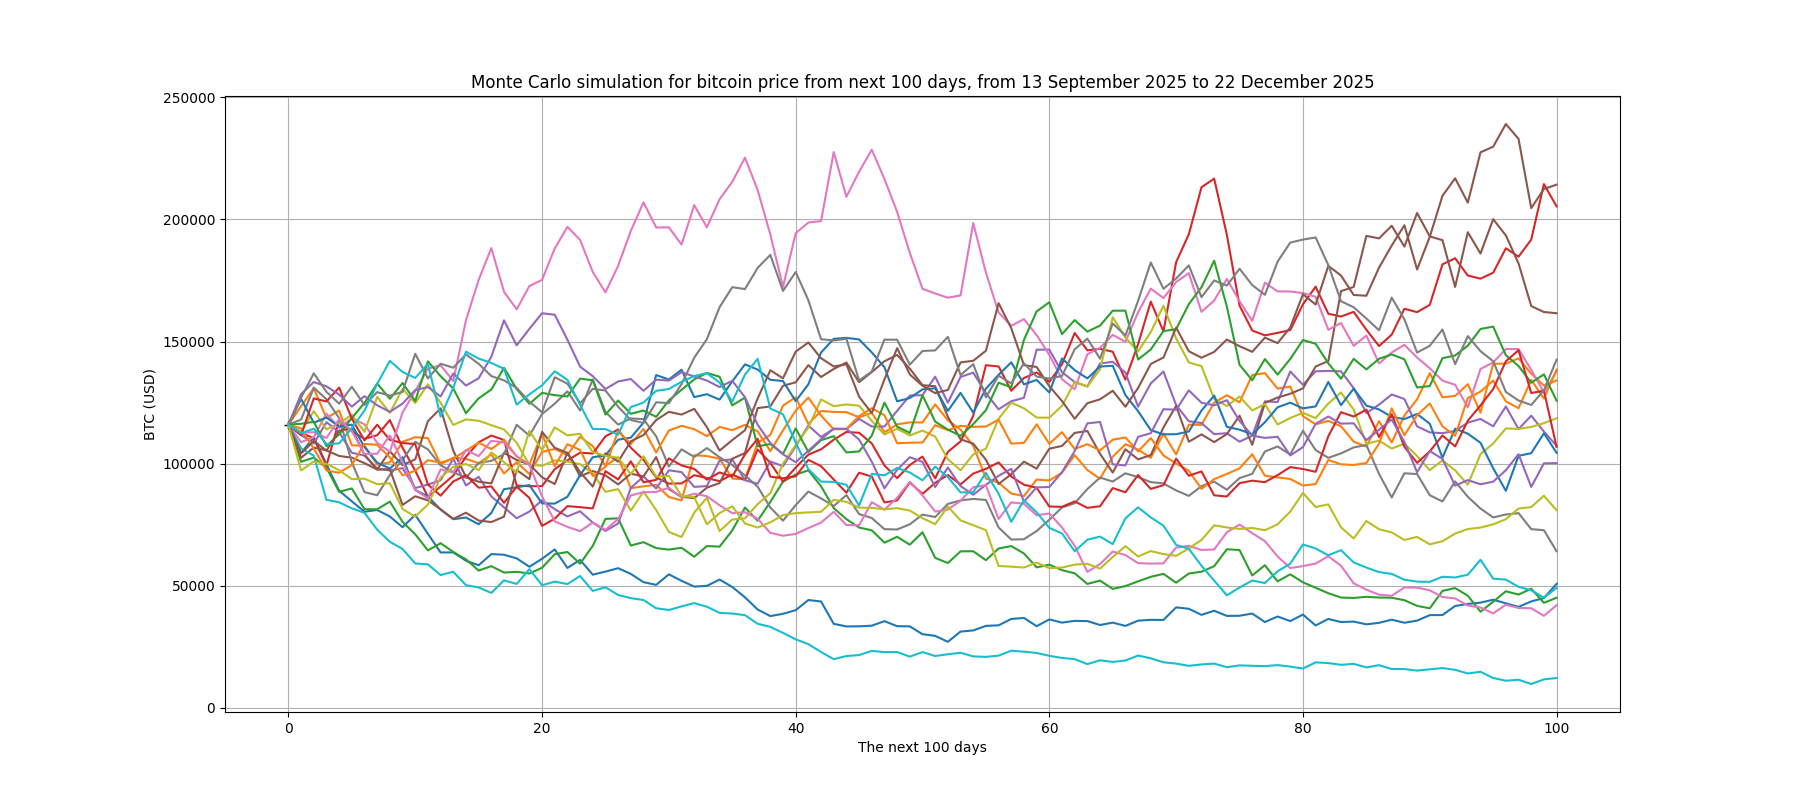 Monte Carlo simulation for bitcoin price from next 100 days, from 13 September 2025 to 22 December 2025
250000
200000
150000
100000
50000
0
BTC (USD)
0 20 40 60 80 100
The next 100 days